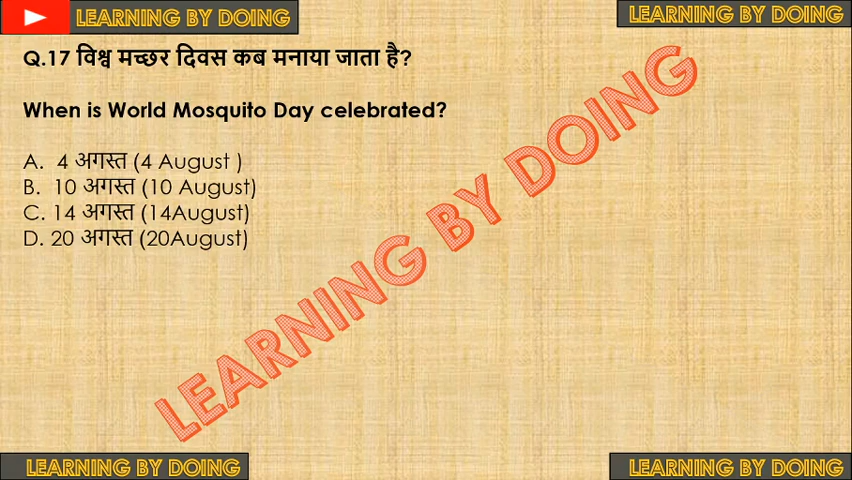 LEARNING BY DOING
LEARNING BY DOING
Q.17 विश्व मच्छर दिवस कब मनाया जाता है?
When is World Mosquito Day celebrated?
A. 4 अगस्त (4 August )
B. 10 अगस्त (10 August)
C. 14 अगस्त (14August)
D. 20 अगस्त (20August)
LEARNING BY DOING
LEARNING BY DOING
LEARNING BY DOING